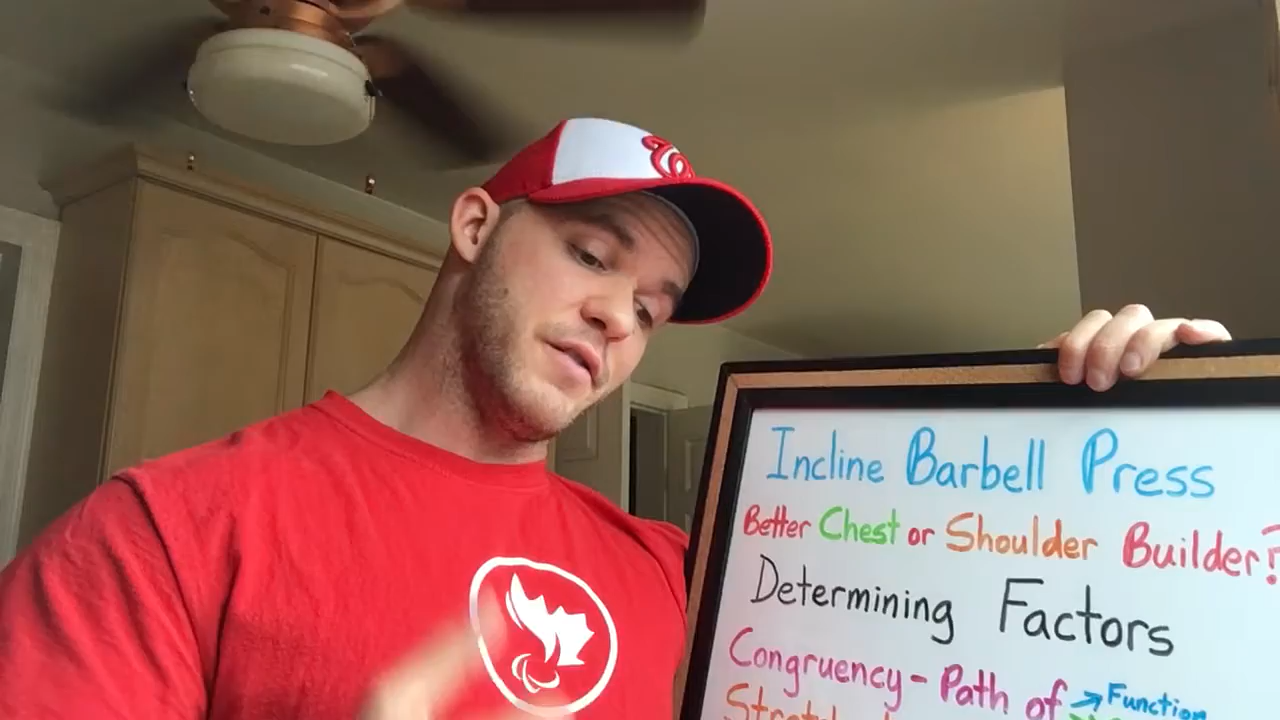 Incline Barbell Press
Better Chest or Shoulder Builder?
Determining Factors
Congruency - Path of → Function